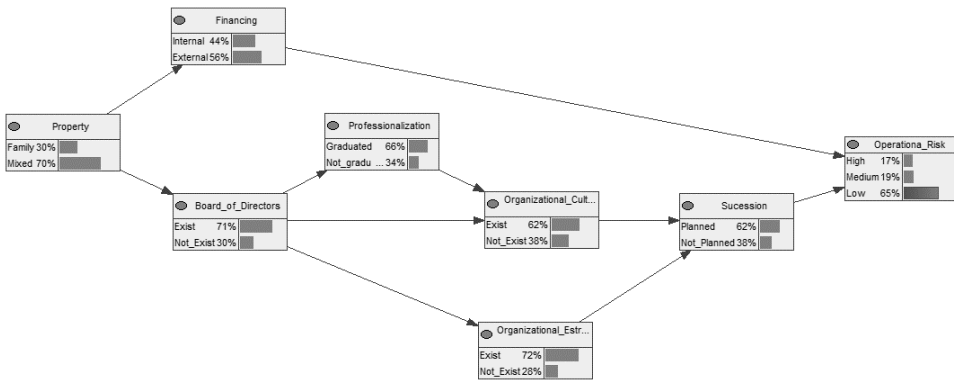 Financing
Internal 44%
External 56%
Property
Family 30%
Mixed 70%
Professionalization
Graduated 66%
Not_gradu ... 34%
Operationa_Risk
High 17%
Medium 19%
Low 65%
Board_of_Directors
Exist 71%
Not_Exist 30%
Organizational_Cult...
Exist 62%
Not_Exist 38%
Sucession
Planned 62%
Not_Planned 38%
Organizational_Estr...
Exist 72%
Not_Exist 28%